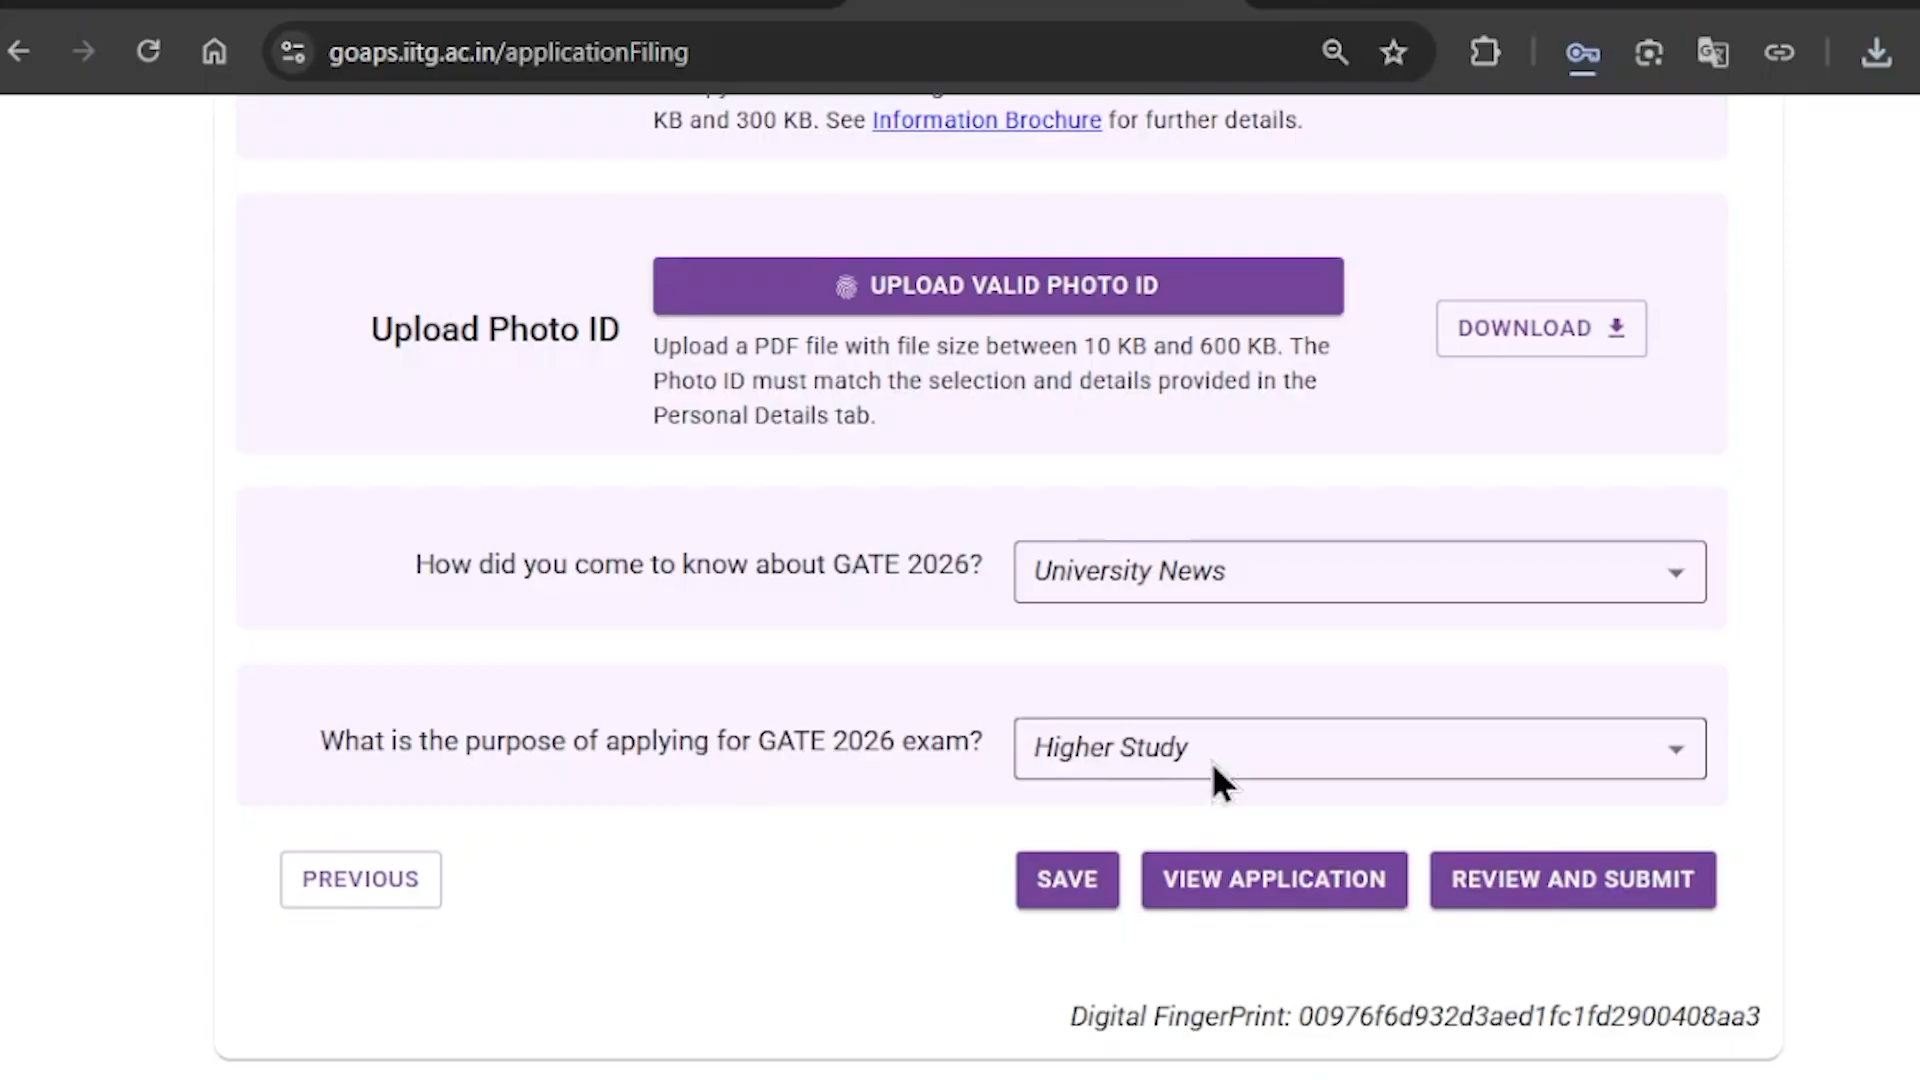 goaps.iitg.ac.in/applicationFiling
KB and 300 KB. See Information Brochure for further details.
UPLOAD VALID PHOTO ID
Upload Photo ID
DOWNLOAD
Upload a PDF file with file size between 10 KB and 600 KB. The
Photo ID must match the selection and details provided in the
Personal Details tab.
How did you come to know about GATE 2026?
University News
What is the purpose of applying for GATE 2026 exam?
Higher Study
PREVIOUS
SAVE
VIEW APPLICATION
REVIEW AND SUBMIT
Digital FingerPrint: 00976f6d932d3aed1fc1fd2900408aa3